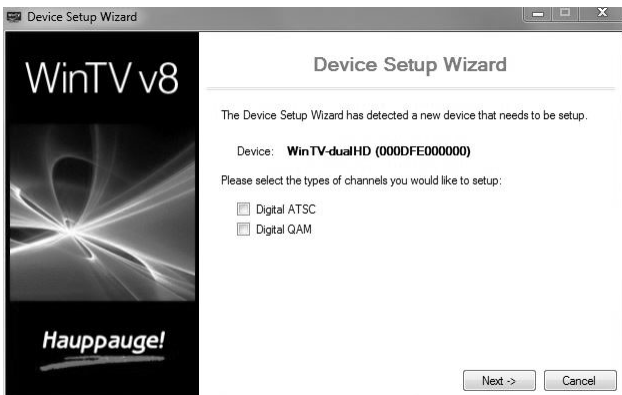 Device Setup Wizard
WinTV v8
Hauppauge!
Device Setup Wizard
The Device Setup Wizard has detected a new device that needs to be setup.
Device: WinTV-dualHD (000DFE000000)
Please select the types of channels you would like to setup:
Digital ATSC
Digital QAM
Next ->
Cancel